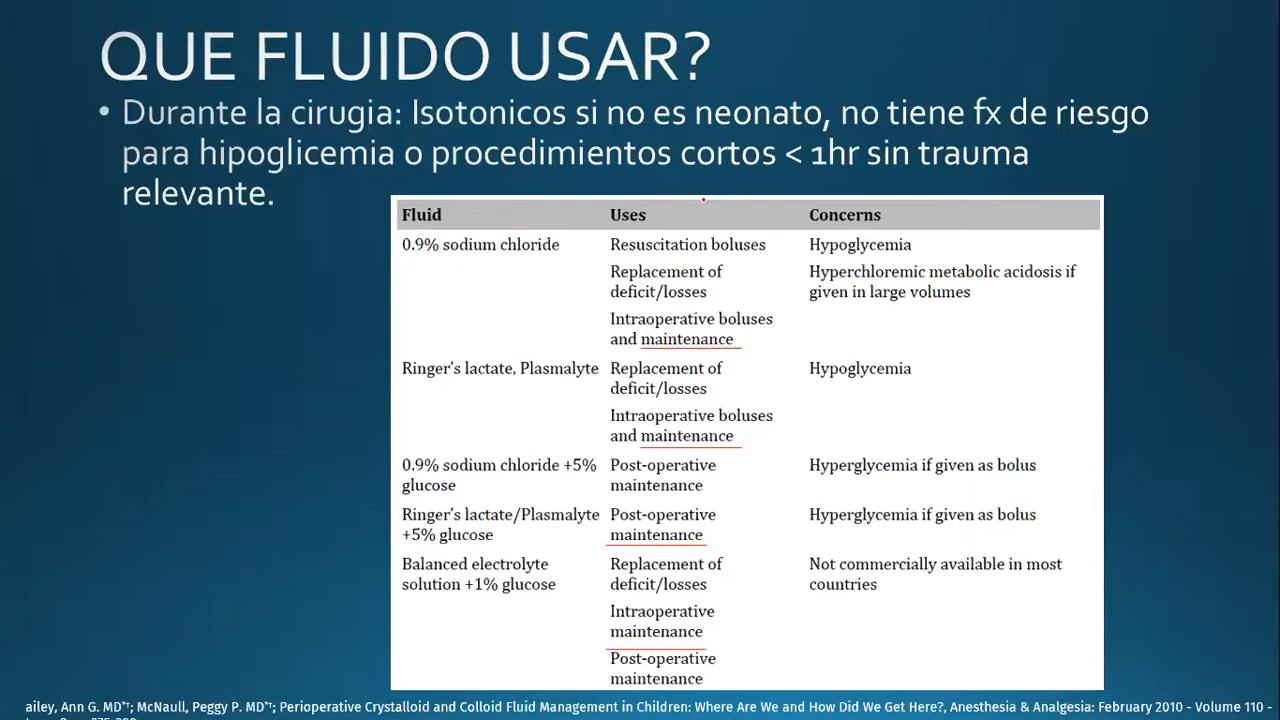 QUE FLUIDO USAR?
• Durante la cirugia: Isotonicos si no es neonato, no tiene fx de riesgo
para hipoglicemia o procedimientos cortos < 1hr sin trauma
relevante.
Fluid Uses Concerns
0.9% sodium chloride Resuscitation boluses Hypoglycemia
Replacement of Hyperchloremic metabolic acidosis if
deficit/losses given in large volumes
Intraoperative boluses
and maintenance
Ringer's lactate, Plasmalyte Replacement of Hypoglycemia
deficit/losses
Intraoperative boluses
and maintenance
0.9% sodium chloride +5% Post-operative Hyperglycemia if given as bolus
glucose maintenance
Ringer's lactate/Plasmalyte Post-operative Hyperglycemia if given as bolus
+5% glucose maintenance
Balanced electrolyte Replacement of Not commercially available in most
solution +1% glucose deficit/losses countries
Intraoperative
maintenance
Post-operative
maintenance
ailey, Ann G. MD*†; McNaull, Peggy P. MD*†; Perioperative Crystalloid and Colloid Fluid Management in Children: Where Are We and How Did We Get Here?, Anesthesia & Analgesia: February 2010 - Volume 110 -